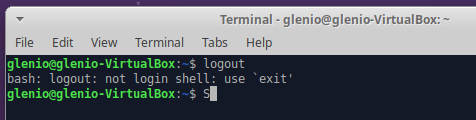 Terminal - glenio@glenio-VirtualBox: ~
File Edit View Terminal Tabs Help
glenio@glenio-VirtualBox:~$ logout
bash: logout: not login shell: use `exit'
glenio@glenio-VirtualBox:~$ S